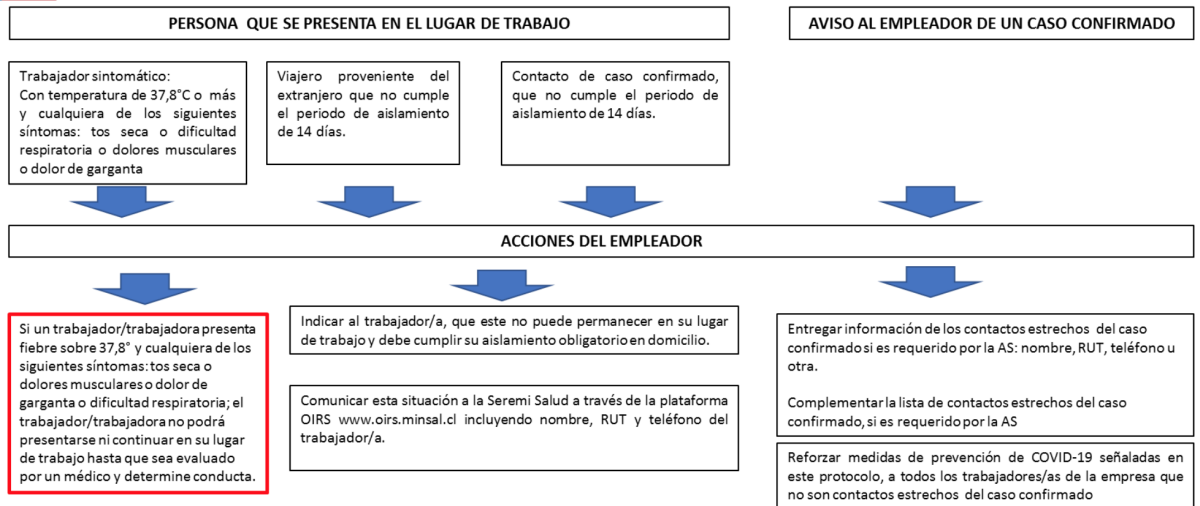 PERSONA QUE SE PRESENTA EN EL LUGAR DE TRABAJO
AVISO AL EMPLEADOR DE UN CASO CONFIRMADO
Trabajador sintomático:
Con temperatura de 37,8°C o más
y cualquiera de los siguientes
síntomas: tos seca o dificultad
respiratoria o dolores musculares
o dolor de garganta
Viajero proveniente del
extranjero que no cumple
el periodo de aislamiento
de 14 días.
Contacto de caso confirmado,
que no cumple el periodo de
aislamiento de 14 días.
ACCIONES DEL EMPLEADOR
Si un trabajador/trabajadora presenta
fiebre sobre 37,8° y cualquiera de los
siguientes síntomas: tos seca o
dolores musculares o dolor de
garganta o dificultad respiratoria; el
trabajador/trabajadora no podrá
presentarse ni continuar en su lugar
de trabajo hasta que sea evaluado
por un médico y determine conducta.
Indicar al trabajador/a, que este no puede permanecer en su lugar
de trabajo y debe cumplir su aislamiento obligatorio en domicilio.
Comunicar esta situación a la Seremi Salud a través de la plataforma
OIRS www.oirs.minsal.cl incluyendo nombre, RUT y teléfono del
trabajador/a.
Entregar información de los contactos estrechos del caso
confirmado si es requerido por la AS: nombre, RUT, teléfono u
otra.
Complementar la lista de contactos estrechos del caso
confirmado, si es requerido por la AS
Reforzar medidas de prevención de COVID-19 señaladas en
este protocolo, a todos los trabajadores/as de la empresa que
no son contactos estrechos del caso confirmado